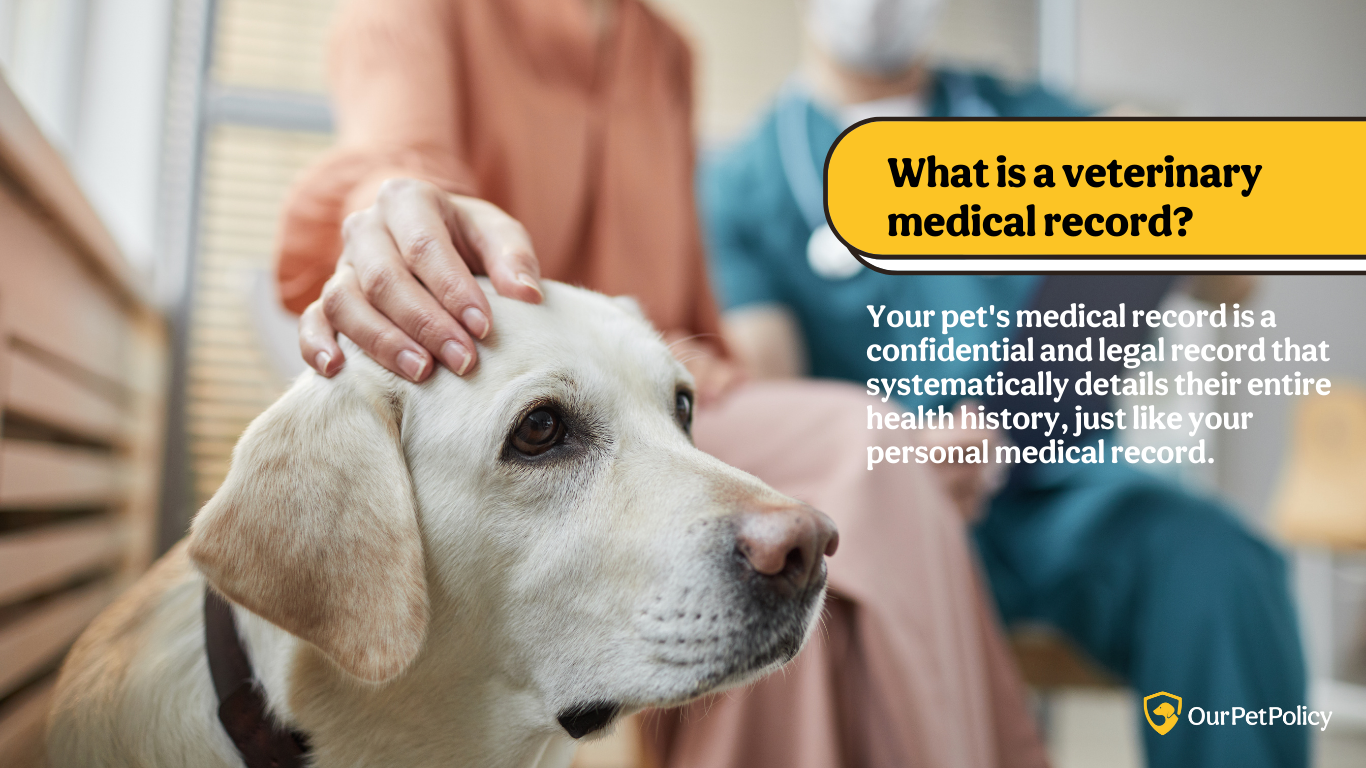 What is a veterinary
medical record?
Your pet's medical record is a
confidential and legal record that
systematically details their entire
health history, just like your
personal medical record.
OurPetPolicy